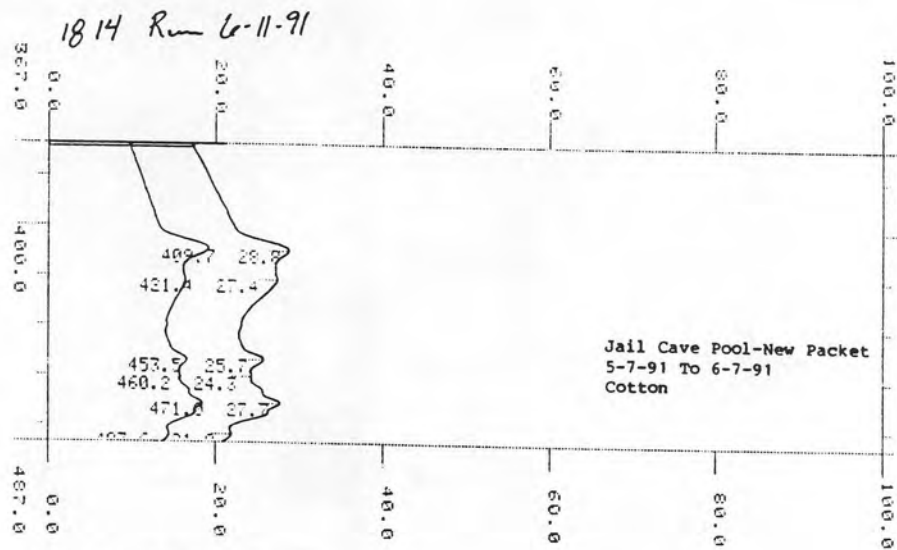 18 14 Run 6-11-91
367.0 0.0 20.0 40.0 60.0 80.0 100.0
400.0
409.7 28.8
421.4 27.4
453.5 25.7
460.2 24.3
471.0 27.7
Jail Cave Pool-New Packet
5-7-91 To 6-7-91
Cotton
487.0 0.0 20.0 40.0 60.0 80.0 100.0